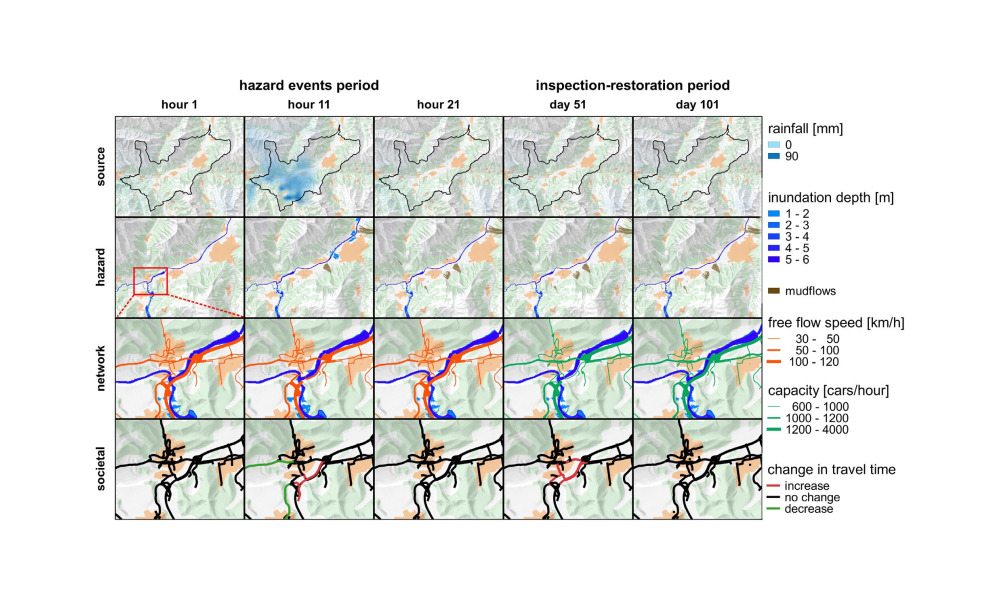 hazard events period
inspection-restoration period
hour 1
hour 11
hour 21
day 51
day 101
source
hazard
network
societal
rainfall [mm]
0
90
inundation depth [m]
1 - 2
2 - 3
3 - 4
4 - 5
5 - 6
mudflows
free flow speed [km/h]
30 - 50
50 - 100
100 - 120
capacity [cars/hour]
600 - 1000
1000 - 1200
1200 - 4000
change in travel time
increase
no change
decrease